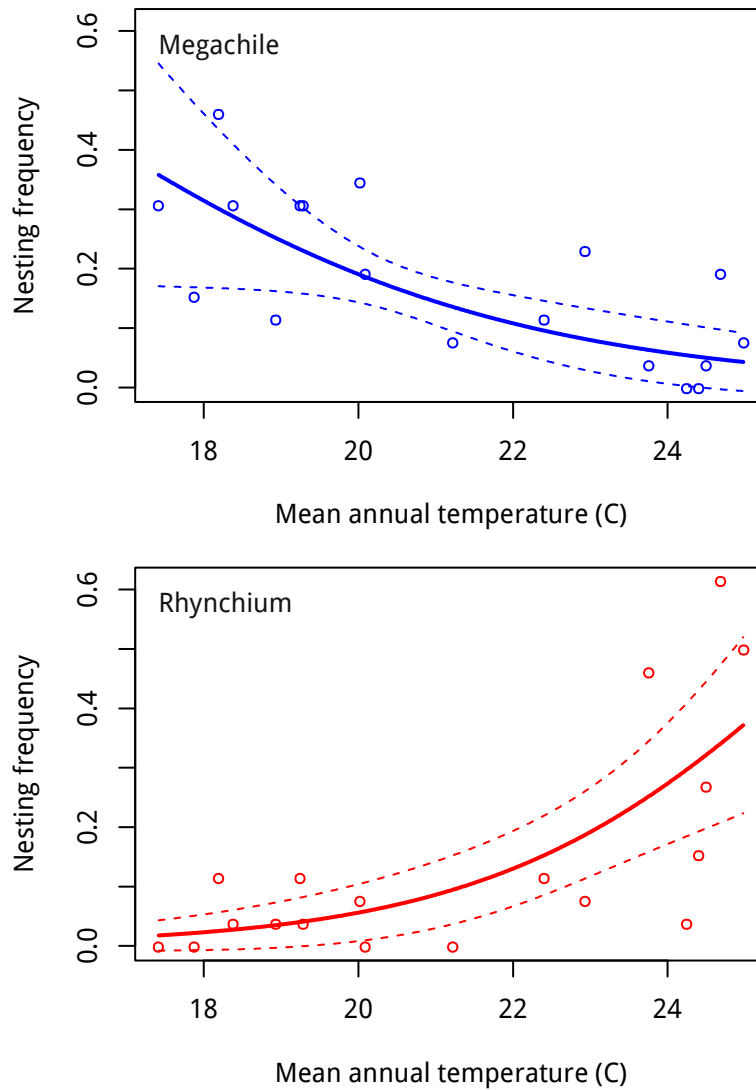 Megachile
Nesting frequency
0.6
0.4
0.2
0.0
18 20 22 24
Mean annual temperature (C)
Rhynchium
Nesting frequency
0.6
0.4
0.2
0.0
18 20 22 24
Mean annual temperature (C)